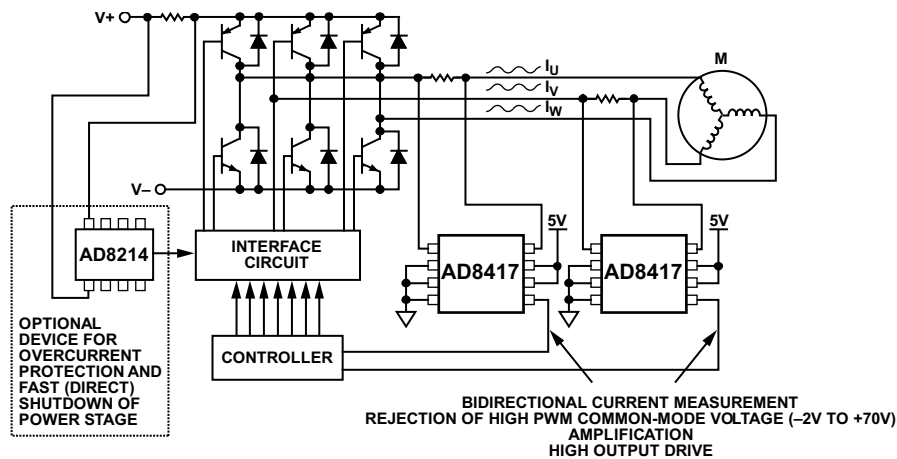 V+
M
I_U
I_V
I_W
V–
5V
5V
AD8214
INTERFACE
CIRCUIT
AD8417
AD8417
CONTROLLER
OPTIONAL
DEVICE FOR
OVERCURRENT
PROTECTION AND
FAST (DIRECT)
SHUTDOWN OF
POWER STAGE
BIDIRECTIONAL CURRENT MEASUREMENT
REJECTION OF HIGH PWM COMMON-MODE VOLTAGE (–2V TO +70V)
AMPLIFICATION
HIGH OUTPUT DRIVE